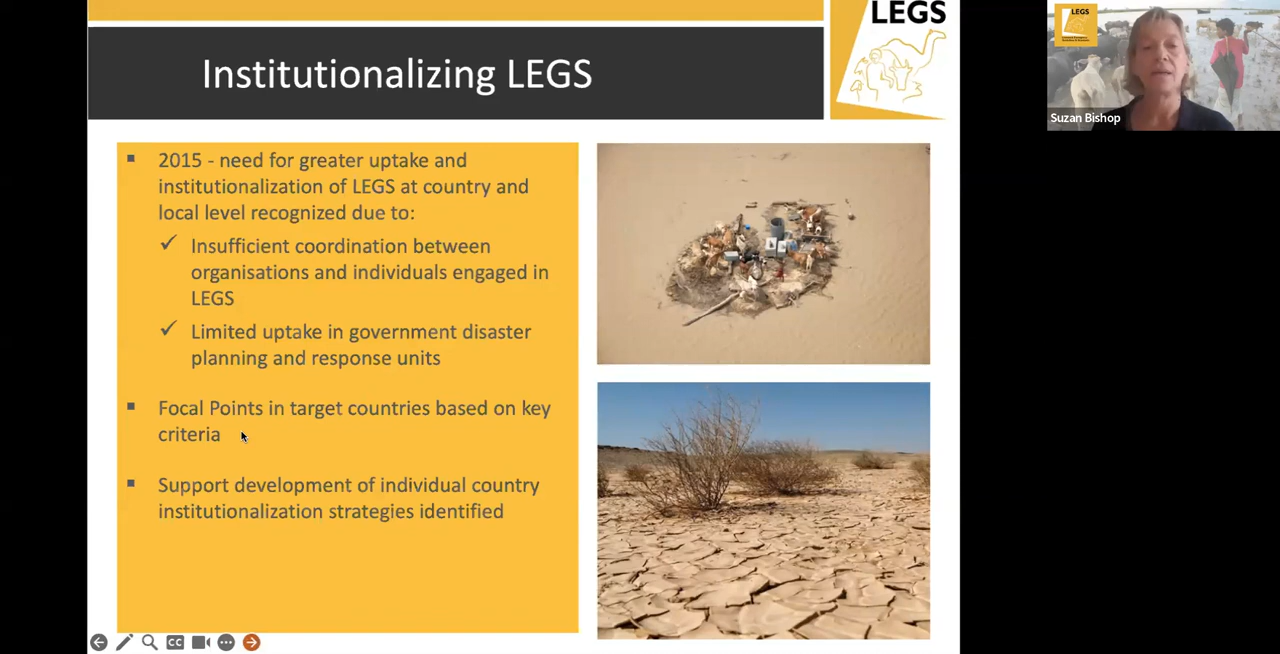 LEGS
Institutionalizing LEGS
2015 - need for greater uptake and
institutionalization of LEGS at country and
local level recognized due to:
Insufficient coordination between
organisations and individuals engaged in
LEGS
Limited uptake in government disaster
planning and response units
Focal Points in target countries based on key
criteria
Support development of individual country
institutionalization strategies identified
CC
LEGS
Suzan Bishop